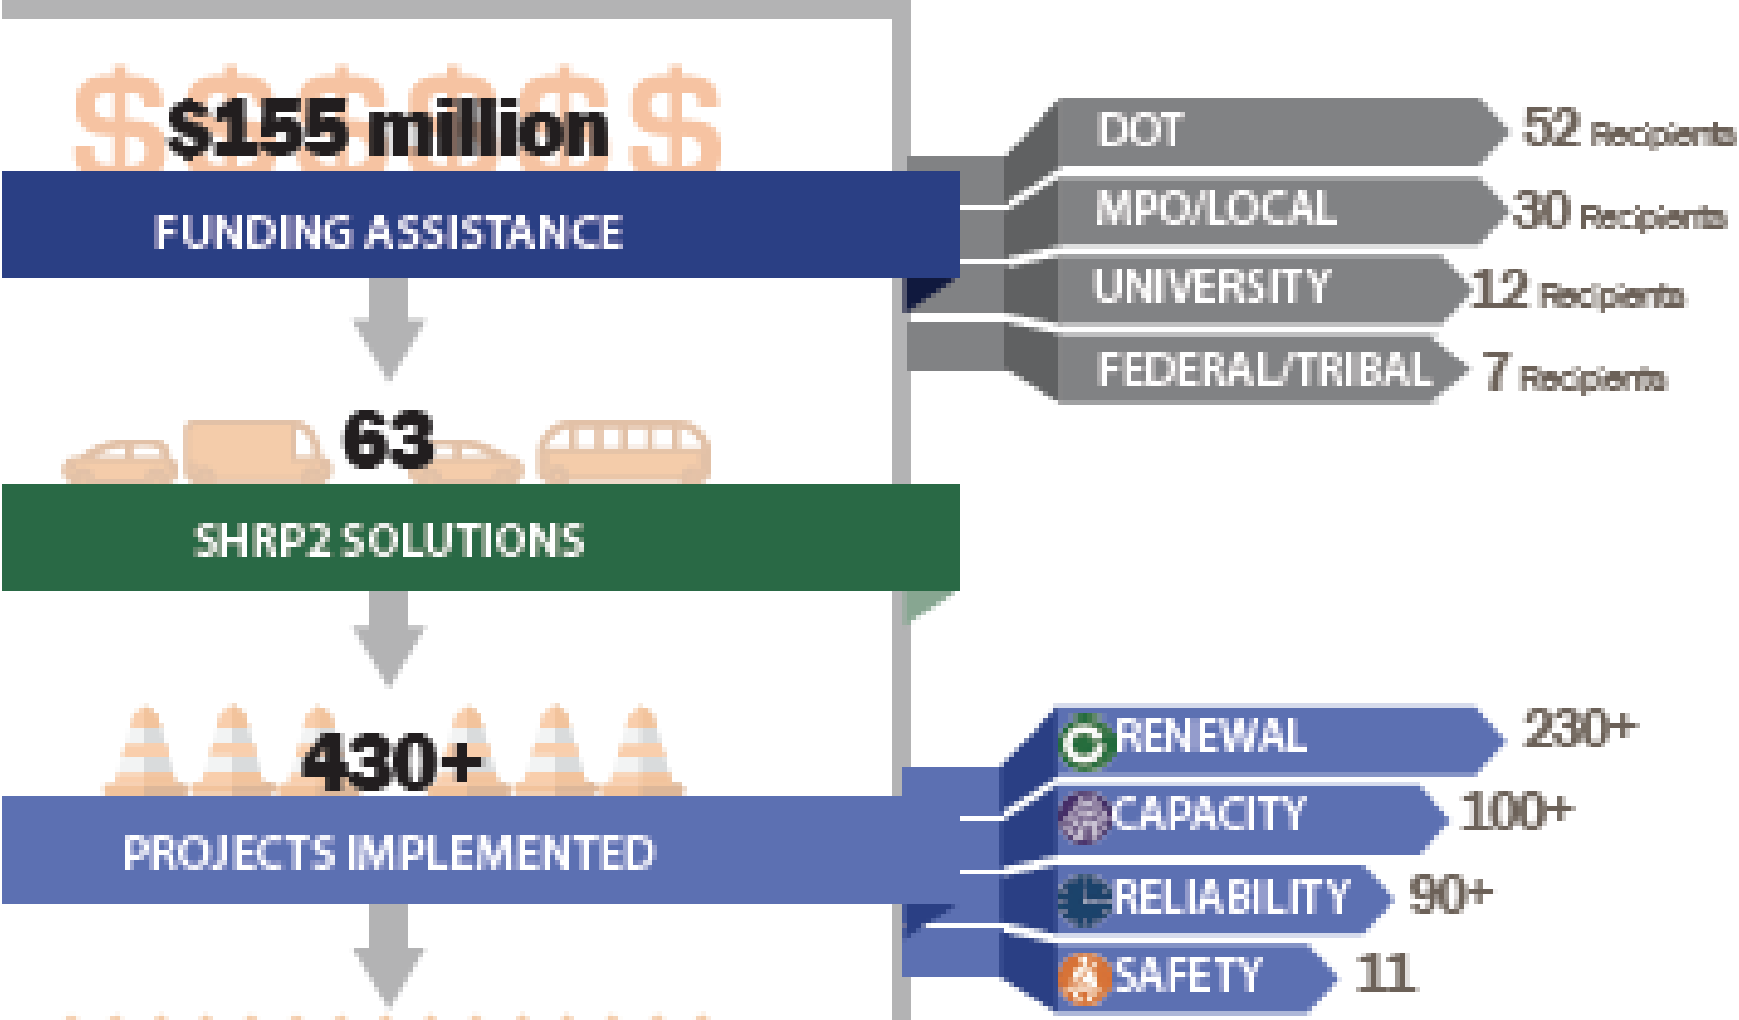 $155 million
FUNDING ASSISTANCE
DOT 52 Recipients
MPO/LOCAL 30 Recipients
UNIVERSITY 12 Recipients
FEDERAL/TRIBAL 7 Recipients
63
SHRP2 SOLUTIONS
430+
PROJECTS IMPLEMENTED
RENEWAL 230+
CAPACITY 100+
RELIABILITY 90+
SAFETY 11